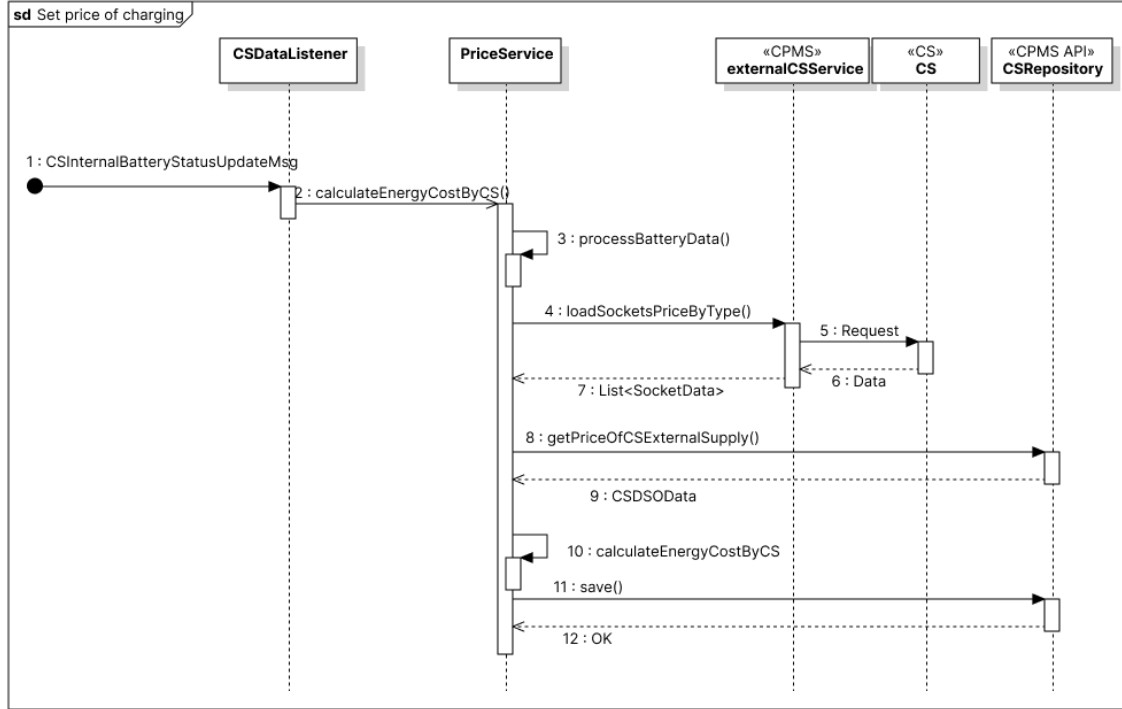 sd Set price of charging
CSDataListener
PriceService
«CPMS»
externalCSService
«CS»
CS
«CPMS API»
CSRepository
1 : CSInternalBatteryStatusUpdateMsg
2 : calculateEnergyCostByCS()
3 : processBatteryData()
4 : loadSocketsPriceByType()
5 : Request
6 : Data
7 : List<SocketData>
8 : getPriceOfCSExternalSupply()
9 : CSDSOData
10 : calculateEnergyCostByCS
11 : save()
12 : OK